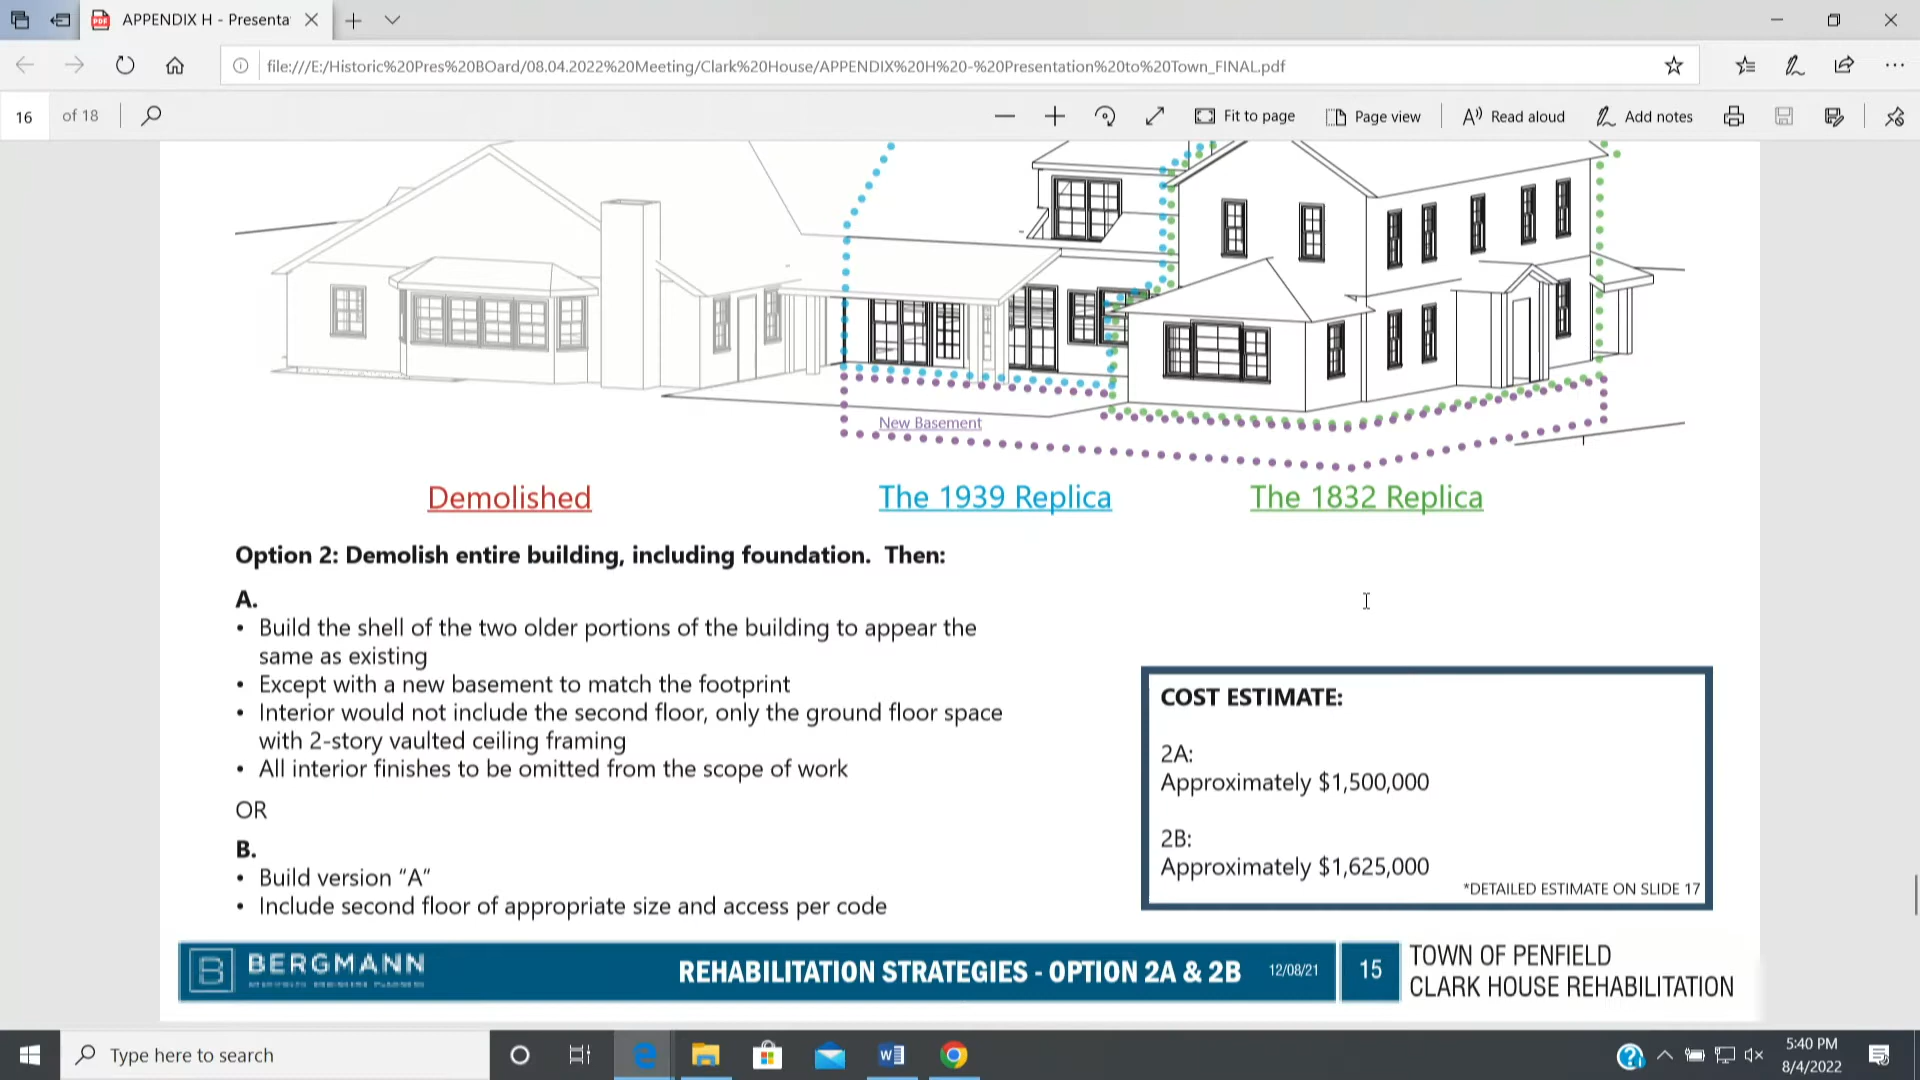 APPENDIX H - Presenta
file:///E:/Historic%20Pres%20BOard/08.04.2022%20Meeting/Clark%20House/APPENDIX%20H%20-%20Presentation%20to%20Town_FINAL.pdf
16 of 18
Fit to page
Page view
Read aloud
Add notes
New Basement
Demolished
The 1939 Replica
The 1832 Replica
Option 2: Demolish entire building, including foundation. Then:
A.
• Build the shell of the two older portions of the building to appear the
same as existing
• Except with a new basement to match the footprint
• Interior would not include the second floor, only the ground floor space
with 2-story vaulted ceiling framing
• All interior finishes to be omitted from the scope of work
OR
B.
• Build version “A”
• Include second floor of appropriate size and access per code
COST ESTIMATE:
2A:
Approximately $1,500,000
2B:
Approximately $1,625,000
*DETAILED ESTIMATE ON SLIDE 17
B BERGMANN
REHABILITATION STRATEGIES - OPTION 2A & 2B
12/08/21
15
TOWN OF PENFIELD
CLARK HOUSE REHABILITATION
Type here to search
5:40 PM
8/4/2022